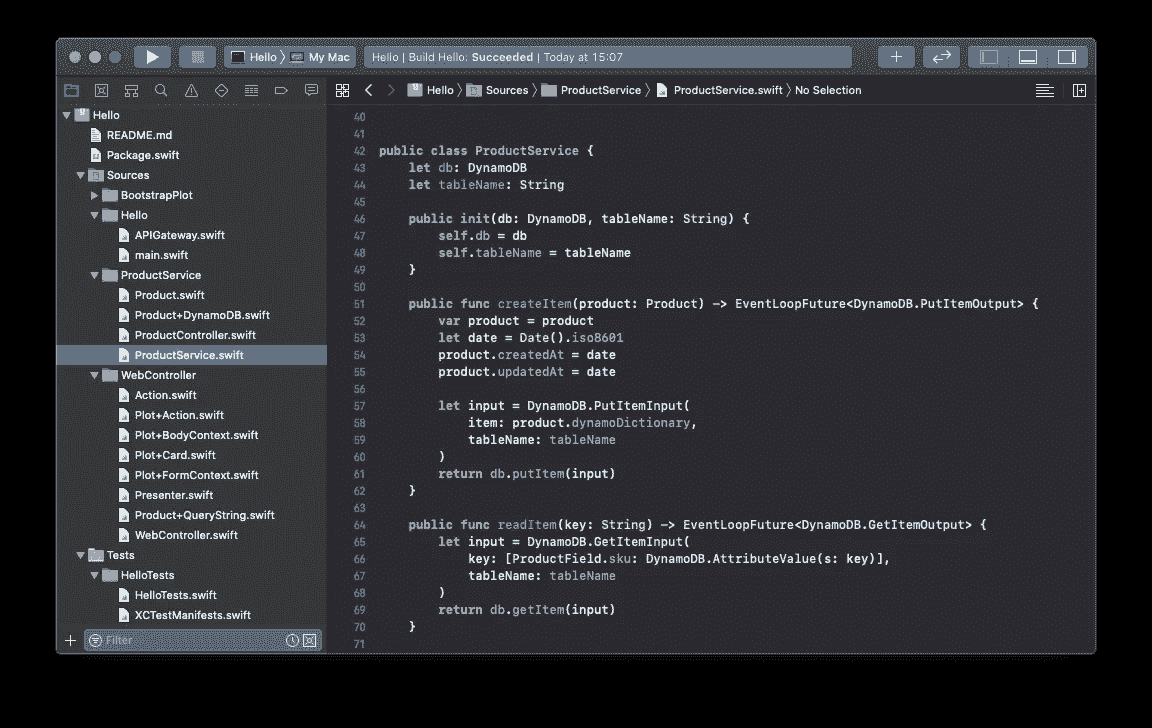 Hello My Mac
Hello | Build Hello: Succeeded | Today at 15:07
Hello Sources ProductService ProductService.swift No Selection
Hello
README.md
Package.swift
Sources
BootstrapPlot
Hello
APIGateway.swift
main.swift
ProductService
Product.swift
Product+DynamoDB.swift
ProductController.swift
ProductService.swift
WebController
Action.swift
Plot+Action.swift
Plot+BodyContext.swift
Plot+Card.swift
Plot+FormContext.swift
Presenter.swift
Product+QueryString.swift
WebController.swift
Tests
HelloTests
HelloTests.swift
XCTestManifests.swift
Filter
40
41
42 public class ProductService {
43     let db: DynamoDB
44     let tableName: String
45
46     public init(db: DynamoDB, tableName: String) {
47         self.db = db
48         self.tableName = tableName
49     }
50
51     public func createItem(product: Product) -> EventLoopFuture<DynamoDB.PutItemOutput> {
52         var product = product
53         let date = Date().iso8601
54         product.createdAt = date
55         product.updatedAt = date
56
57         let input = DynamoDB.PutItemInput(
58             item: product.dynamoDictionary,
59             tableName: tableName
60         )
61         return db.putItem(input)
62     }
63
64     public func readItem(key: String) -> EventLoopFuture<DynamoDB.GetItemOutput> {
65         let input = DynamoDB.GetItemInput(
66             key: [ProductField.sku: DynamoDB.AttributeValue(s: key)],
67             tableName: tableName
68         )
69         return db.getItem(input)
70     }
71